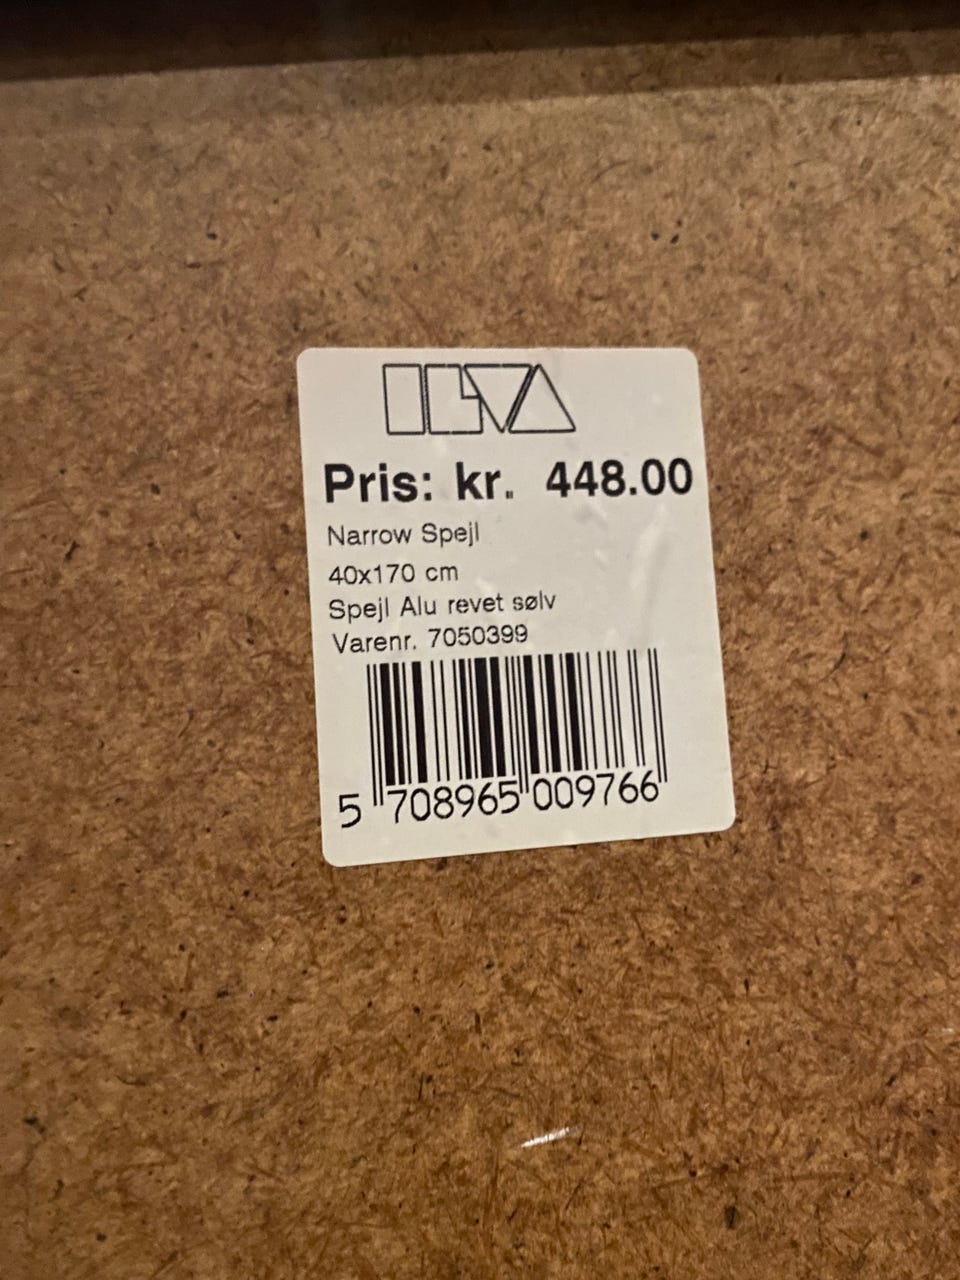 ILVA
Pris: kr. 448.00
Narrow Spejl
40x170 cm
Spejl Alu revet sølv
Varenr. 7050399
5 708965 009766